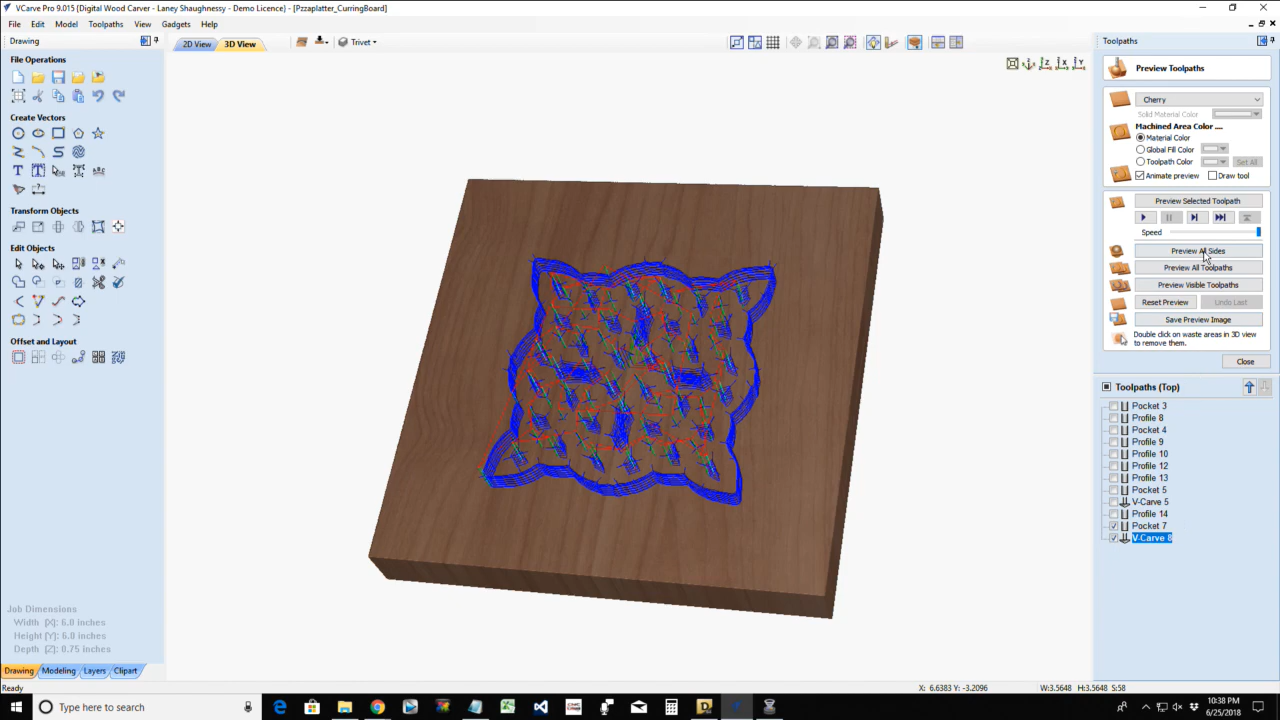 VCarve Pro 9.015 {Digital Wood Carver - Laney Shaughnessy - Demo Licence} - [Pzzaplatter_CurringBoard]
File Edit Model Toolpaths View Gadgets Help
Drawing
2D View 3D View
Trivet
File Operations
Create Vectors
Transform Objects
Edit Objects
Offset and Layout
Job Dimensions
Width (X): 6.0 inches
Height (Y): 6.0 inches
Depth (Z): 0.75 inches
Drawing Modeling Layers Clipart
Ready
X: 6.6383 Y: -3.2096
W:3.5648 H:3.5648 S:58
Toolpaths
Preview Toolpaths
Cherry
Solid Material Color
Machined Area Color ....
Material Color
Global Fill Color
Toolpath Color
Set All
Animate preview
Draw tool
Preview Selected Toolpath
Speed
Preview All Sides
Preview All Toolpaths
Preview Visible Toolpaths
Reset Preview
Undo Last
Save Preview Image
Double click on waste areas in 3D view
to remove them.
Close
Toolpaths (Top)
Pocket 3
Profile 8
Pocket 4
Profile 9
Profile 10
Profile 12
Profile 13
Pocket 5
V-Carve 5
Profile 14
Pocket 7
V-Carve 8
Type here to search
10:38 PM
6/25/2018